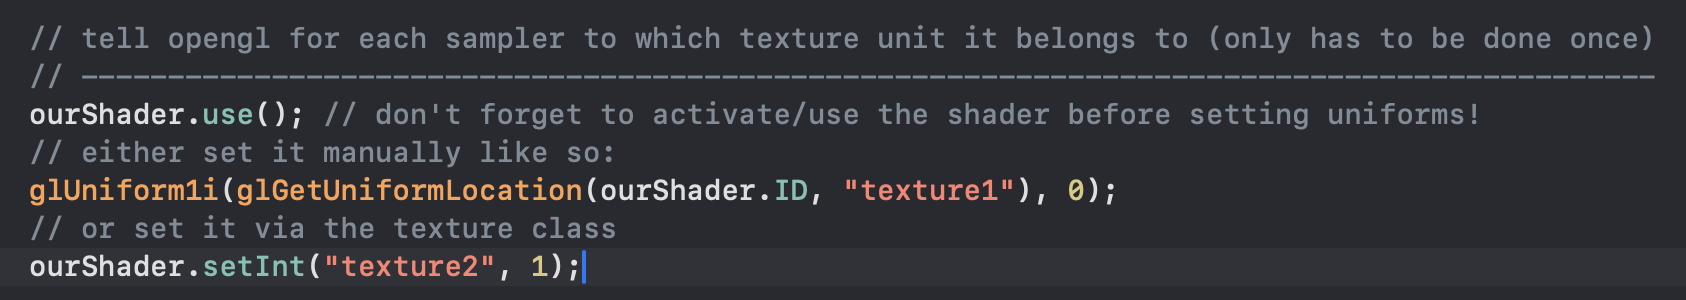 // tell opengl for each sampler to which texture unit it belongs to (only has to be done once)
// -------------------------------------------------------------------------------------------
ourShader.use(); // don't forget to activate/use the shader before setting uniforms!
// either set it manually like so:
glUniform1i(glGetUniformLocation(ourShader.ID, "texture1"), 0);
// or set it via the texture class
ourShader.setInt("texture2", 1);